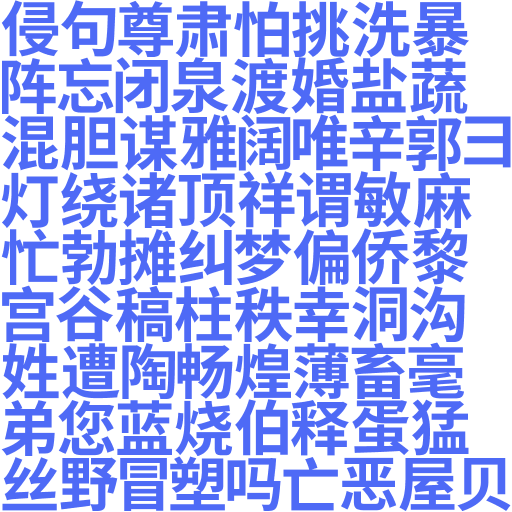 侵句尊肃怕挑洗暴
阵忘闭泉渡婚盐蔬
混胆谋雅阔唯辛郭彐
灯绕诸顶祥谓敏麻
忙勃摊纠梦偏侨黎
宫谷稿柱秩幸洞沟
姓遭陶畅煌薄畜毫
弟您蓝烧伯释蛋猛
丝野冒塑吗亡恶屋贝